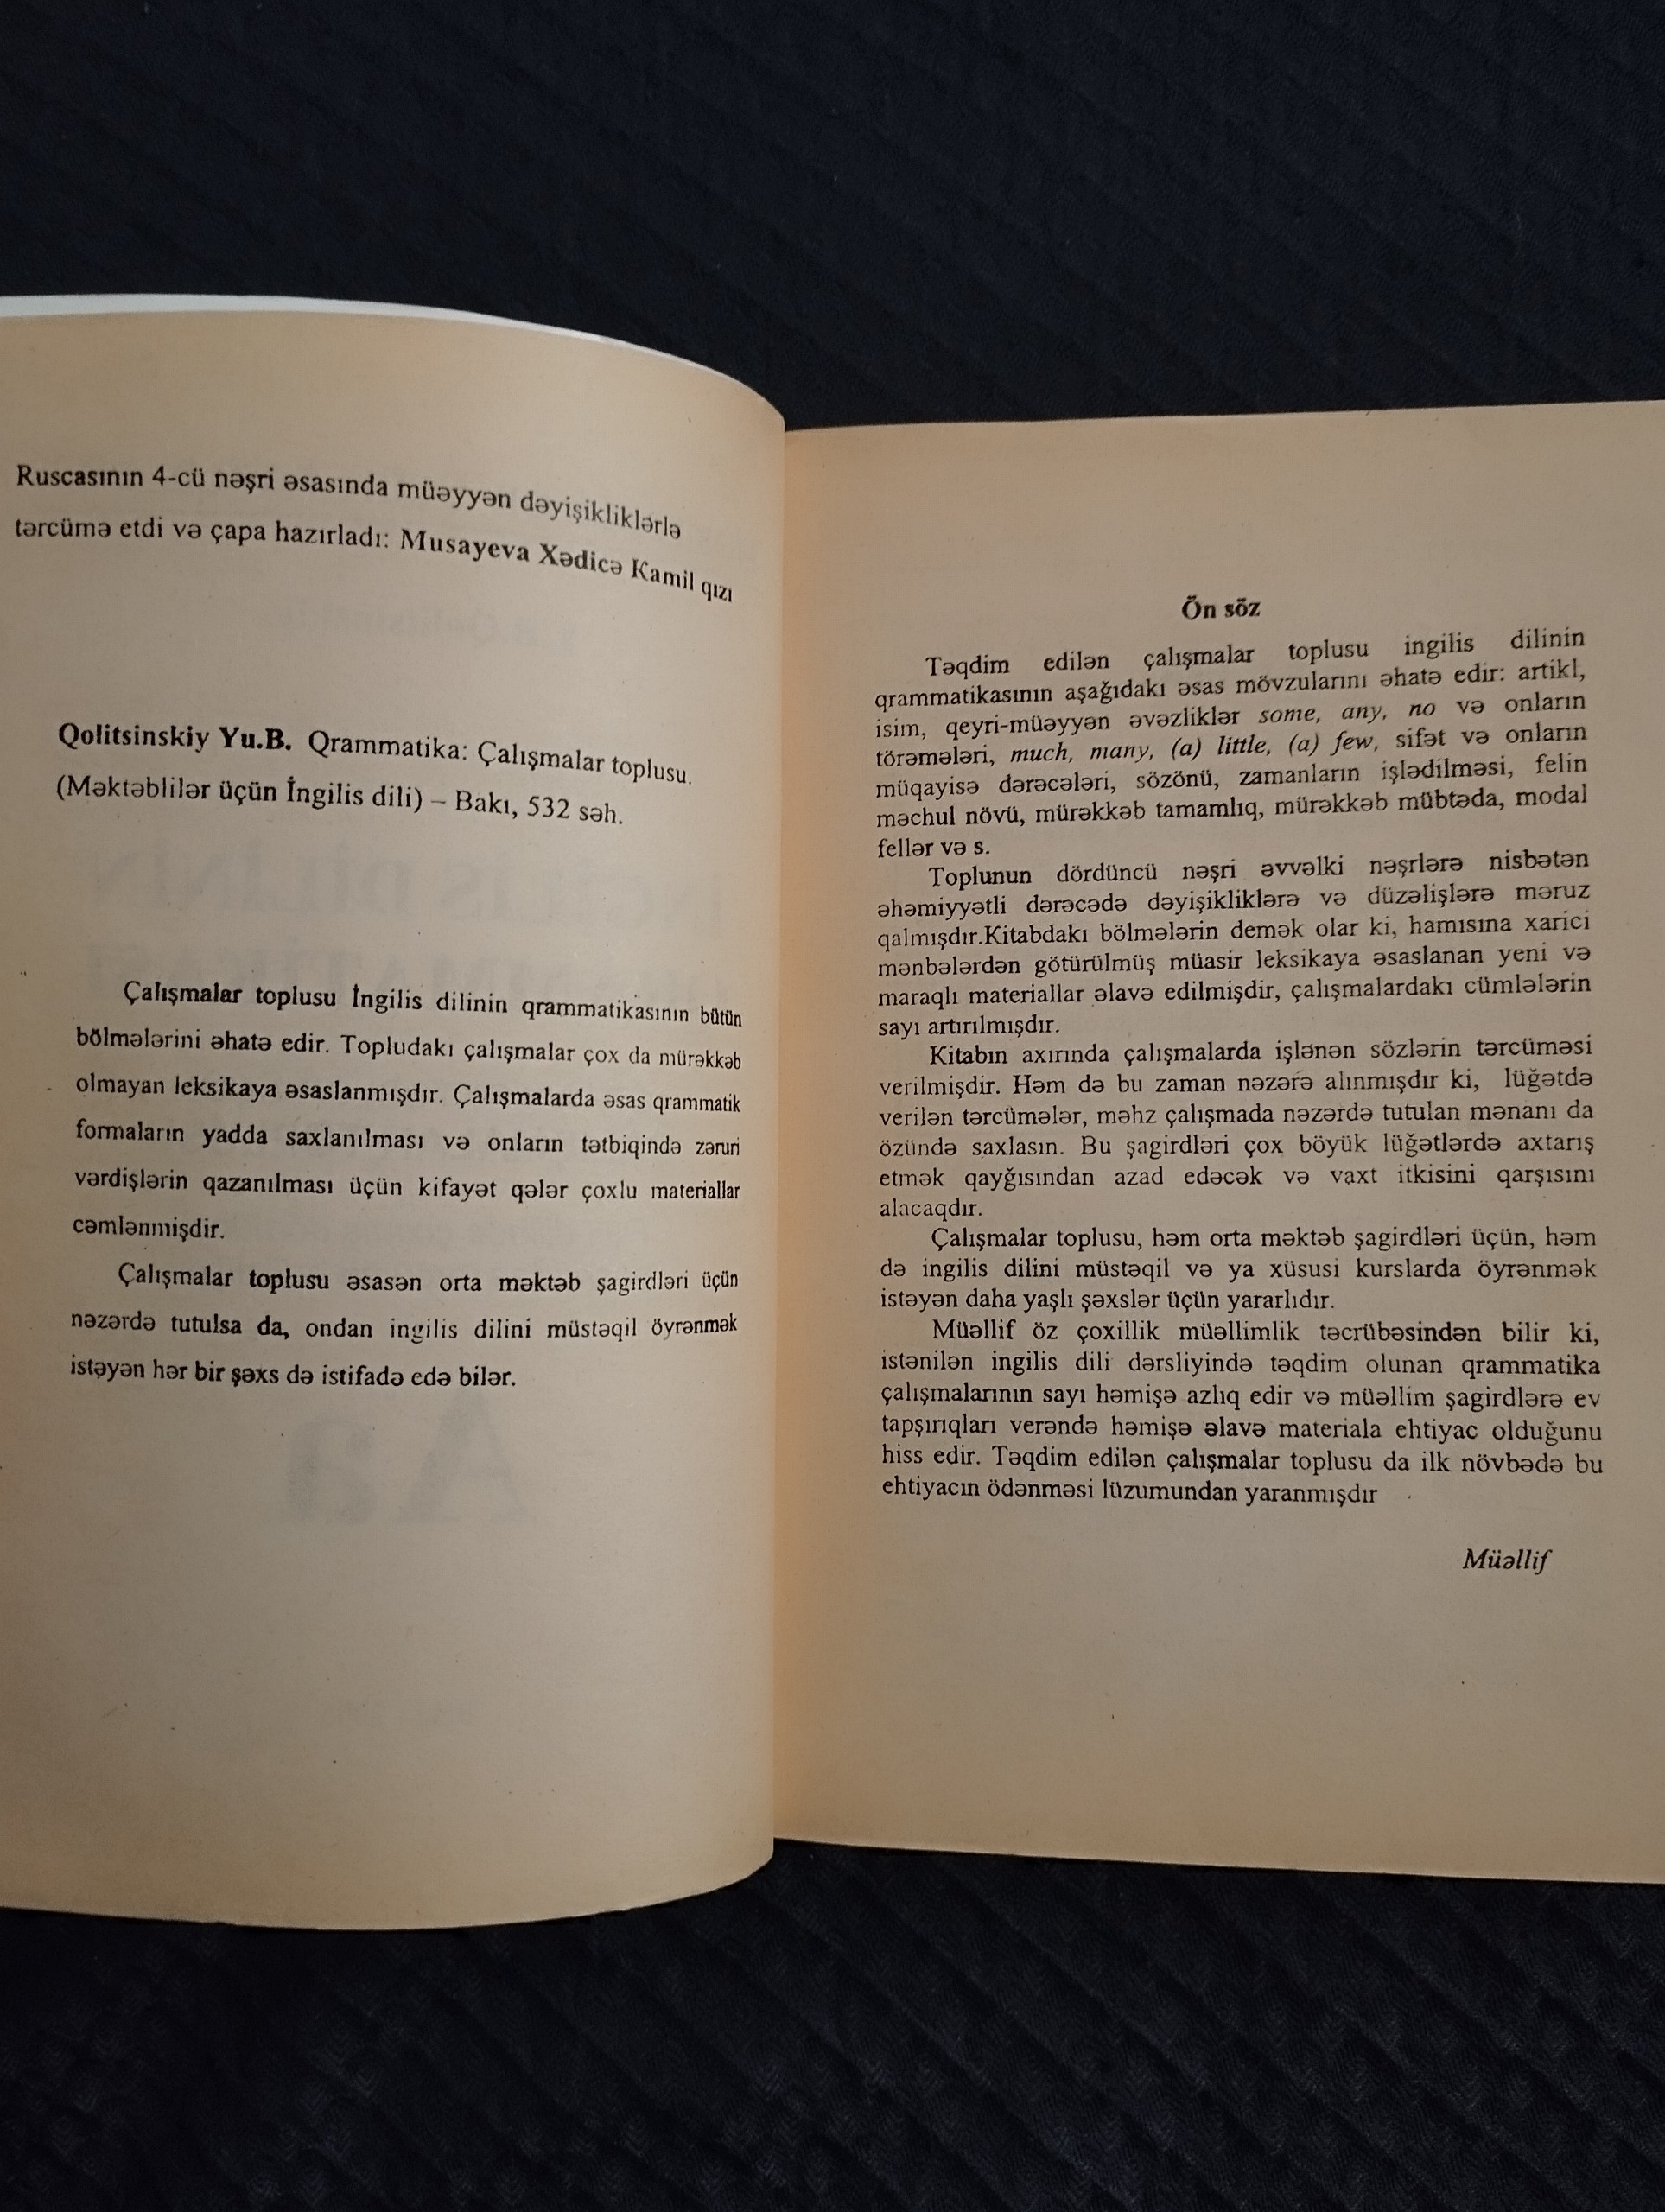 Ruscasının 4-cü nəşri əsasında müəyyən dəyişikliklərlə
tərcümə etdi və çapa hazırladı: Musayeva Xədicə Kamil qızı
Qolitsinskiy Yu.B. Qrammatika: Çalışmalar toplusu.
(Məktəblilər üçün İngilis dili) – Bakı, 532 səh.
Çalışmalar toplusu İngilis dilinin qrammatikasının bütün
bölmələrini əhatə edir. Topludakı çalışmalar çox da mürəkkəb
olmayan leksikaya əsaslanmışdır. Çalışmalarda əsas qrammatik
formaların yadda saxlanılması və onların tətbiqində zəruri
vərdişlərin qazanılması üçün kifayət qələr çoxlu materiallar
cəmlənmişdir.
Çalışmalar toplusu əsasən orta məktəb şagirdləri üçün
nəzərdə tutulsa da, ondan ingilis dilini müstəqil öyrənmək
istəyən hər bir şəxs də istifadə edə bilər.
Ön söz
Təqdim edilən çalışmalar toplusu ingilis dilinin
qrammatikasının aşağıdakı əsas mövzularını əhatə edir: artikl,
isim, qeyri-müəyyən əvəzliklər some, any, no və onların
törəmələri, much, many, (a) little, (a) few, sifət və onların
müqayisə dərəcələri, sözönü, zamanların işlədilməsi, felin
məchul növü, mürəkkəb tamamlıq, mürəkkəb mübtəda, modal
fellər və s.
Toplunun dördüncü nəşri əvvəlki nəşrlərə nisbətən
əhəmiyyətli dərəcədə dəyişikliklərə və düzəlişlərə məruz
qalmışdır.Kitabdakı bölmələrin demək olar ki, hamısına xarici
mənbələrdən götürülmüş müasir leksikaya əsaslanan yeni və
maraqlı materiallar əlavə edilmişdir, çalışmalardakı cümlələrin
sayı artırılmışdır.
Kitabın axırında çalışmalarda işlənən sözlərin tərcüməsi
verilmişdir. Həm də bu zaman nəzərə alınmışdır ki, lüğətdə
verilən tərcümələr, məhz çalışmada nəzərdə tutulan mənanı da
özündə saxlasın. Bu şagirdləri çox böyük lüğətlərdə axtarış
etmək qayğısından azad edəcək və vaxt itkisini qarşısını
alacaqdır.
Çalışmalar toplusu, həm orta məktəb şagirdləri üçün, həm
də ingilis dilini müstəqil və ya xüsusi kurslarda öyrənmək
istəyən daha yaşlı şəxslər üçün yararlıdır.
Müəllif öz çoxillik müəllimlik təcrübəsindən bilir ki,
istənilən ingilis dili dərsliyində təqdim olunan qrammatika
çalışmalarının sayı həmişə azlıq edir və müəllim şagirdlərə ev
tapşırıqları verəndə həmişə əlavə materiala ehtiyac olduğunu
hiss edir. Təqdim edilən çalışmalar toplusu da ilk növbədə bu
ehtiyacın ödənməsi lüzumundan yaranmışdır
Müəllif